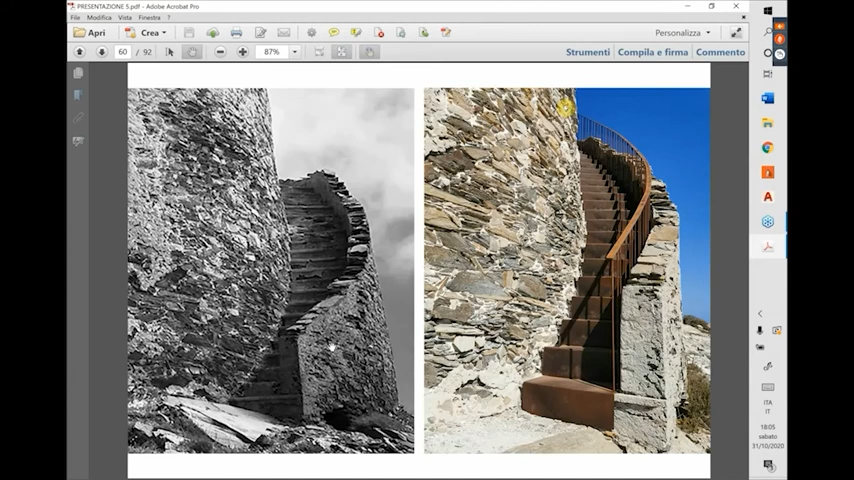 PRESENTAZIONE 5.pdf - Adobe Acrobat Pro
File Modifica Vista Finestra ?
Apri Crea Personalizza
60 / 92 87% Strumenti Compila e firma Commento
ITA
IT
18:05
sabato
31/10/2020